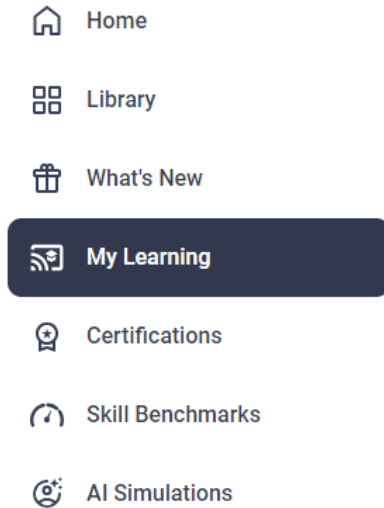 Home
Library
What's New
My Learning
Certifications
Skill Benchmarks
AI Simulations